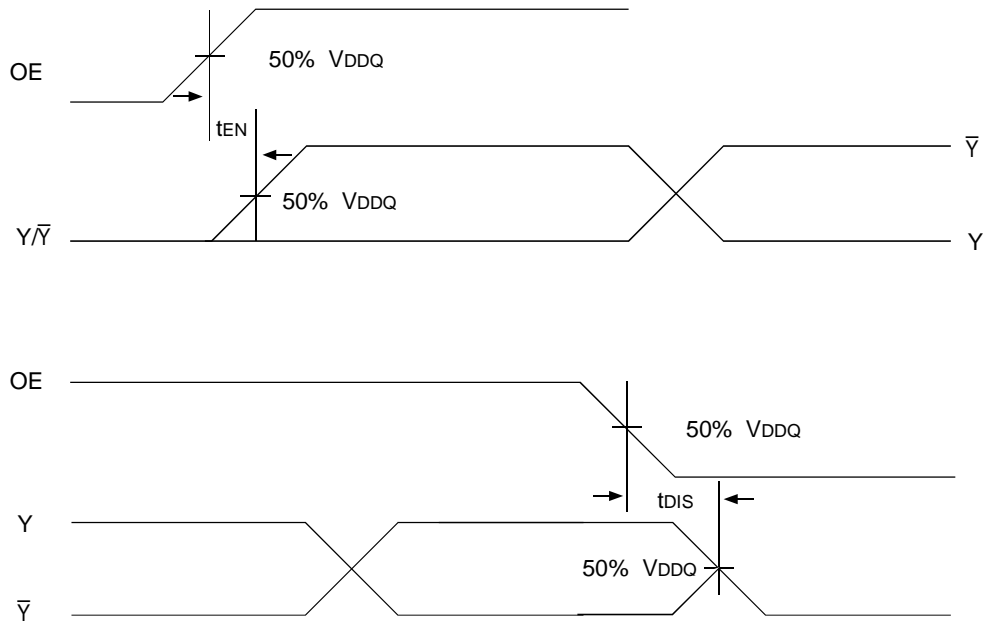 50% VDDQ
OE
tEN
Y̅
50% VDDQ
Y/Y̅
Y
OE
50% VDDQ
tDIS
Y
50% VDDQ
Y̅